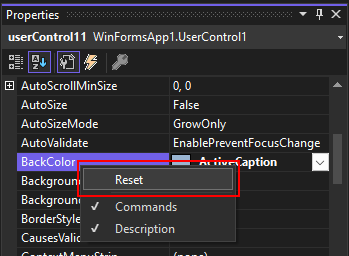 Properties
userControl11 WinFormsApp1.UserControl1
AutoScrollMinSize 0, 0
AutoSize False
AutoSizeMode GrowOnly
AutoValidate EnablePreventFocusChange
BackColor ActiveCaption
Background
Reset
Background
Commands
BorderStyle
Description
CausesValid
(none)